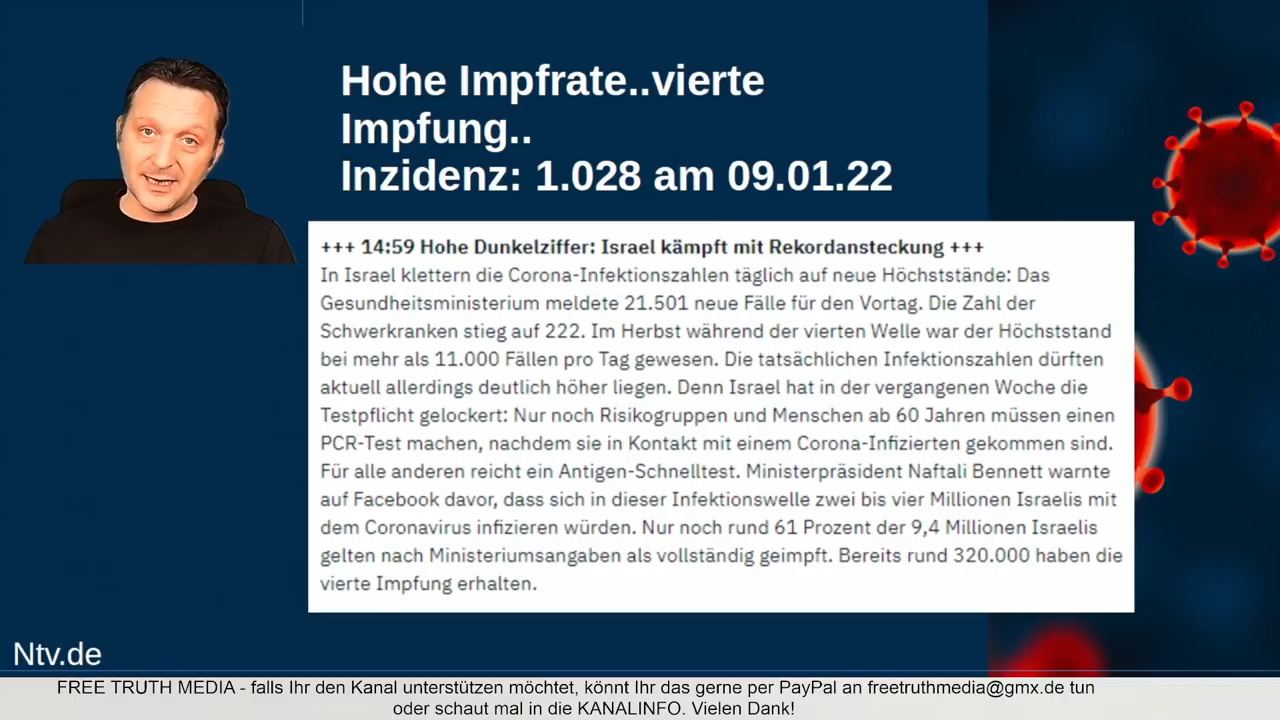 Hohe Impfrate..vierte
Impfung..
Inzidenz: 1.028 am 09.01.22
+++ 14:59 Hohe Dunkelziffer: Israel kämpft mit Rekordansteckung +++
In Israel klettern die Corona-Infektionszahlen täglich auf neue Höchststände: Das
Gesundheitsministerium meldete 21.501 neue Fälle für den Vortag. Die Zahl der
Schwerkranken stieg auf 222. Im Herbst während der vierten Welle war der Höchststand
bei mehr als 11.000 Fällen pro Tag gewesen. Die tatsächlichen Infektionszahlen dürften
aktuell allerdings deutlich höher liegen. Denn Israel hat in der vergangenen Woche die
Testpflicht gelockert: Nur noch Risikogruppen und Menschen ab 60 Jahren müssen einen
PCR-Test machen, nachdem sie in Kontakt mit einem Corona-Infizierten gekommen sind.
Für alle anderen reicht ein Antigen-Schnelltest. Ministerpräsident Naftali Bennett warnte
auf Facebook davor, dass sich in dieser Infektionswelle zwei bis vier Millionen Israelis mit
dem Coronavirus infizieren würden. Nur noch rund 61 Prozent der 9,4 Millionen Israelis
gelten nach Ministeriumsangaben als vollständig geimpft. Bereits rund 320.000 haben die
vierte Impfung erhalten.
Ntv.de
FREE TRUTH MEDIA - falls Ihr den Kanal unterstützen möchtet, könnt Ihr das gerne per PayPal an freetruthmedia@gmx.de tun
oder schaut mal in die KANALINFO. Vielen Dank!